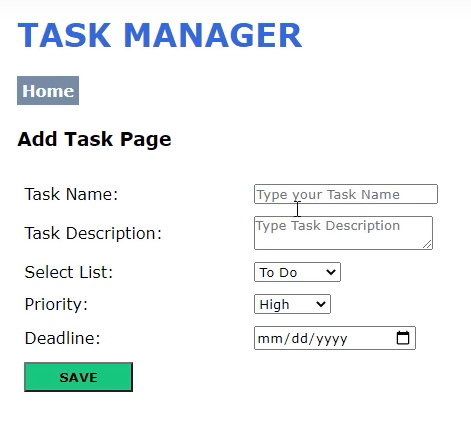 TASK MANAGER
Home
Add Task Page
Task Name: Type your Task Name
Task Description: Type Task Description
Select List: To Do
Priority: High
Deadline: mm/dd/yyyy
SAVE